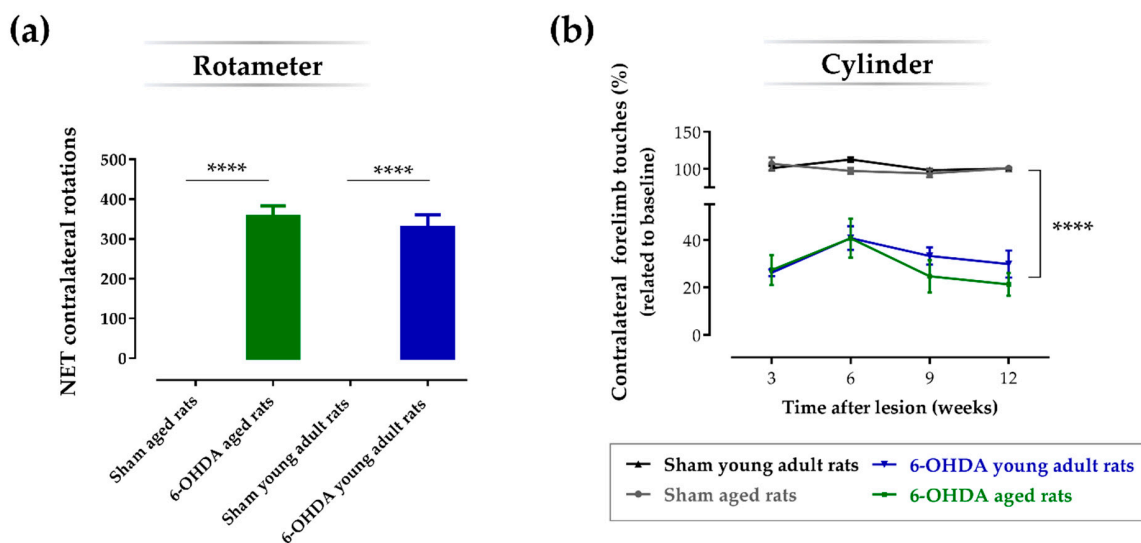 (a)
Rotameter
NET contralateral rotations
500
400
300
200
100
0
****
****
Sham aged rats
6-OHDA aged rats
Sham young adult rats
6-OHDA young adult rats
(b)
Cylinder
Contralateral forelimb touches (%)
(related to baseline)
150
100
40
20
0
****
3 6 9 12
Time after lesion (weeks)
Sham young adult rats
6-OHDA young adult rats
Sham aged rats
6-OHDA aged rats